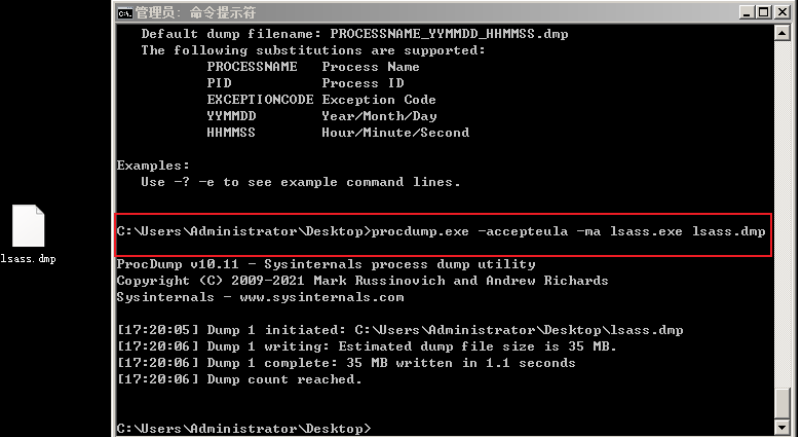 管理员: 命令提示符
Default dump filename: PROCESSNAME_YYMMDD_HHMMSS.dmp
The following substitutions are supported:
PROCESSNAME Process Name
PID Process ID
EXCEPTIONCODE Exception Code
YYMMDD Year/Month/Day
HHMMSS Hour/Minute/Second
Examples:
Use -? -e to see example command lines.
C:\Users\Administrator\Desktop>procdump.exe -accepteula -ma lsass.exe lsass.dmp
ProcDump v10.11 - Sysinternals process dump utility
Copyright (C) 2009-2021 Mark Russinovich and Andrew Richards
Sysinternals - www.sysinternals.com
[17:20:05] Dump 1 initiated: C:\Users\Administrator\Desktop\lsass.dmp
[17:20:06] Dump 1 writing: Estimated dump file size is 35 MB.
[17:20:06] Dump 1 complete: 35 MB written in 1.1 seconds
[17:20:06] Dump count reached.
C:\Users\Administrator\Desktop>
lsass.dmp